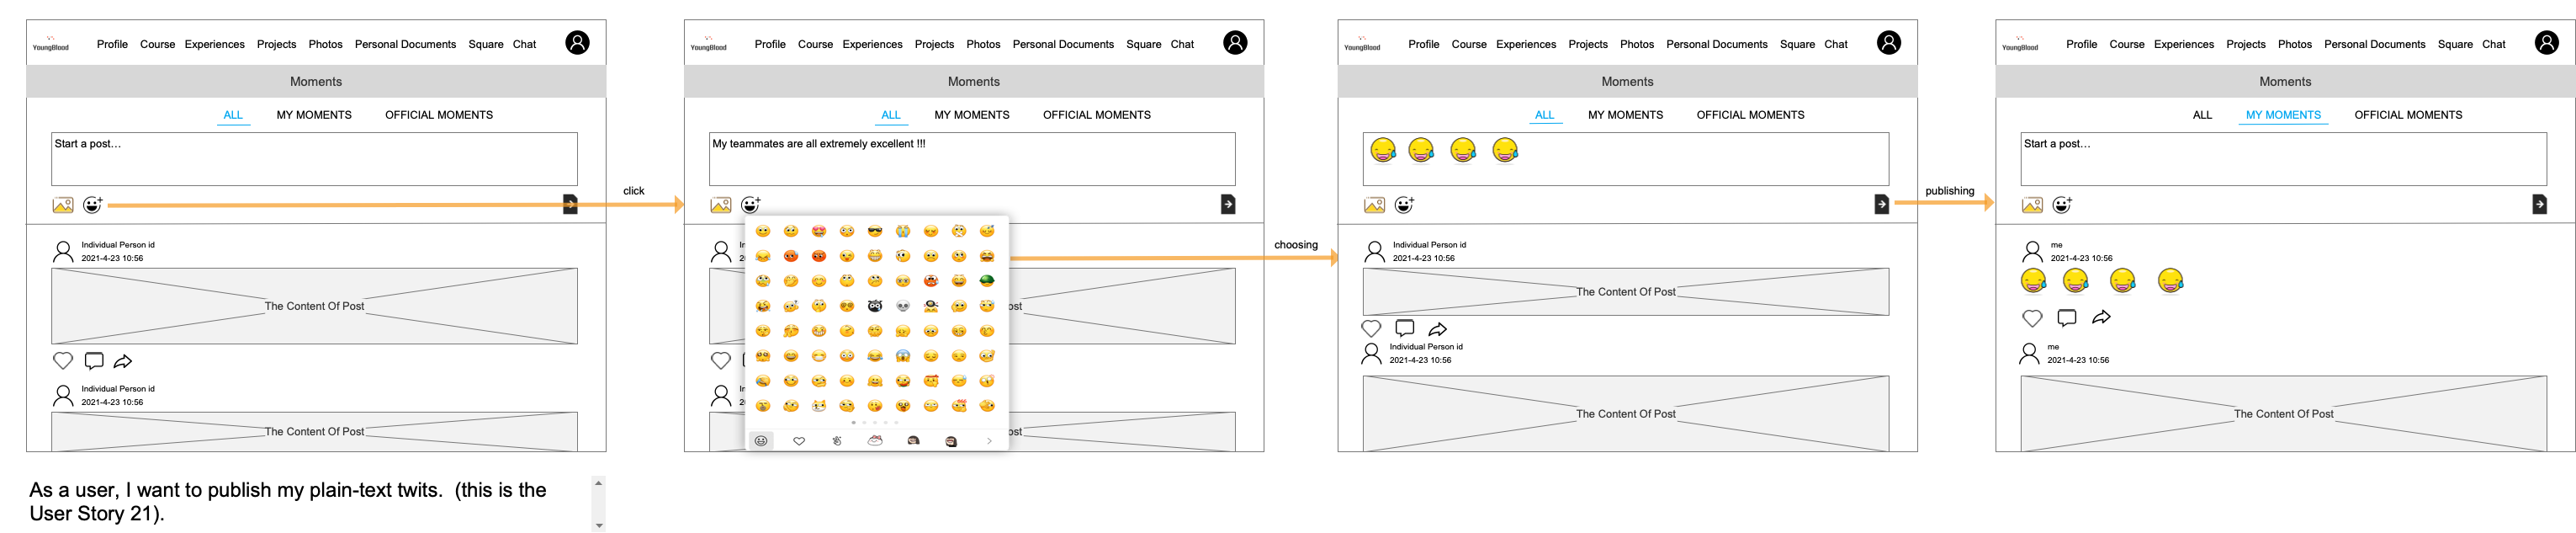 YoungBlood Profile Course Experiences Projects Photos Personal Documents Square Chat
Moments
ALL MY MOMENTS OFFICIAL MOMENTS
Start a post...
Individual Person id
2021-4-23 10:56
The Content Of Post
Individual Person id
2021-4-23 10:56
The Content Of Post
click
YoungBlood Profile Course Experiences Projects Photos Personal Documents Square Chat
Moments
ALL MY MOMENTS OFFICIAL MOMENTS
My teammates are all extremely excellent !!!
In
2
ost
In
2
ost
choosing
YoungBlood Profile Course Experiences Projects Photos Personal Documents Square Chat
Moments
ALL MY MOMENTS OFFICIAL MOMENTS
Individual Person id
2021-4-23 10:56
The Content Of Post
Individual Person id
2021-4-23 10:56
The Content Of Post
publishing
YoungBlood Profile Course Experiences Projects Photos Personal Documents Square Chat
Moments
ALL MY MOMENTS OFFICIAL MOMENTS
Start a post...
me
2021-4-23 10:56
me
2021-4-23 10:56
The Content Of Post
As a user, I want to publish my plain-text twits. (this is the
User Story 21).